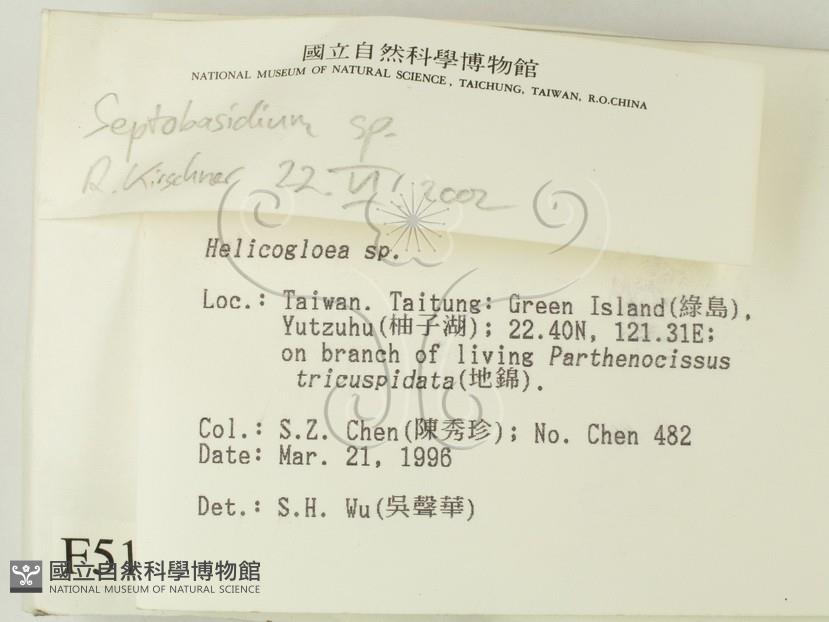 國立自然科學博物館
NATIONAL MUSEUM OF NATURAL SCIENCE, TAICHUNG, TAIWAN, R.O.CHINA
Septobasidium sp.
R. Kirschner 22. VI. 2002
Helicogloea sp.
Loc.: Taiwan. Taitung: Green Island(綠島),
Yutzuhu(柚子湖); 22.40N, 121.31E;
on branch of living Parthenocissus
tricuspidata(地錦).
Col.: S.Z. Chen(陳秀珍); No. Chen 482
Date: Mar. 21, 1996
Det.: S.H. Wu(吳聲華)
F51
國立自然科學博物館
NATIONAL MUSEUM OF NATURAL SCIENCE